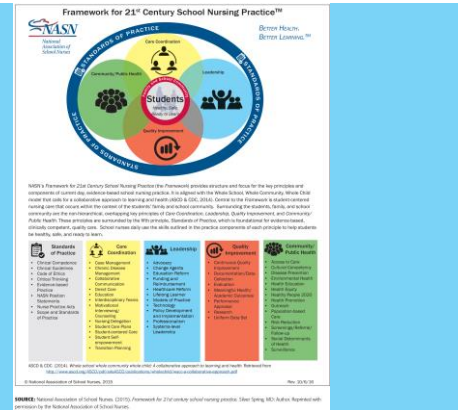 Framework for 21st Century School Nursing Practice™
NASN
National
Association of
School Nurses
BETTER HEALTH.
BETTER LEARNING.™
STANDARDS OF PRACTICE
STANDARDS OF PRACTICE
STANDARDS OF PRACTICE
Care Coordination
Community/Public Health
Leadership
Students
Healthy, Safe,
Ready to Learn
Quality Improvement
NASN's Framework for 21st Century School Nursing Practice (the Framework) provides structure and focus for the key principles and
components of current day, evidence-based school nursing practice. It is aligned with the Whole School, Community, Whole Child
model that calls for a collaborative approach to learning and health (ASCD & CDC, 2014). Central to the Framework is student-centered
nursing care that occurs within the context of the students' family and school community. Surrounding the students, family, and school
community are the non-hierarchical, overlapping key principles of Care Coordination, Leadership, Quality Improvement, and Community/
Public Health. These principles are surrounded by the fifth principle, Standards of Practice, which is foundational for evidence-based,
clinically competent, quality care. School nurses daily use the skills outlined in the practice components of each principle to help students
be healthy, safe, and ready to learn.
Standards
of Practice
Clinical Competence
Clinical Guidelines
Code of Ethics
Critical Thinking
Evidence-based
Practice
NASN Position
Statements
Nurse Practice Acts
Scope and Standards
of Practice
Care
Coordination
Case Management
Chronic Disease
Management
Collaborative
Communication
Direct Care
Education
Interdisciplinary Teams
Motivational
Interviewing/
Counseling
Nursing Delegation
Student Care Plans
Student-centered Care
Student Self-
empowerment
Transition Planning
Leadership
Advocacy
Change Agents
Education Reform
Funding and
Reimbursement
Healthcare Reform
Lifelong Learner
Models of Practice
Technology
Policy Development
and Implementation
Professionalism
Systems-level
Leadership
Quality
Improvement
Continuous Quality
Improvement
Documentation/Data
Collection
Evaluation
Meaningful Health/
Academic Outcomes
Performance
Appraisal
Research
Uniform Data Set
Community/
Public Health
Access to Care
Cultural Competency
Disease Prevention
Environmental Health
Health Education
Health Equity
Healthy People 2020
Health Promotion
Outreach
Population-based
Care
Risk Reduction
Screenings/Referral/
Follow-up
Social Determinants
of Health
Surveillance
ASCD & CDC. (2014). Whole school whole community whole child: A collaborative approach to learning and health. Retrieved from
© National Association of School Nurses, 2015
Rev. 10/6/16
SOURCE: National Association of School Nurses. (2015). Framework for 21st century school nursing practice. Silver Spring, MD: Author. Reprinted with
permission by the National Association of School Nurses.